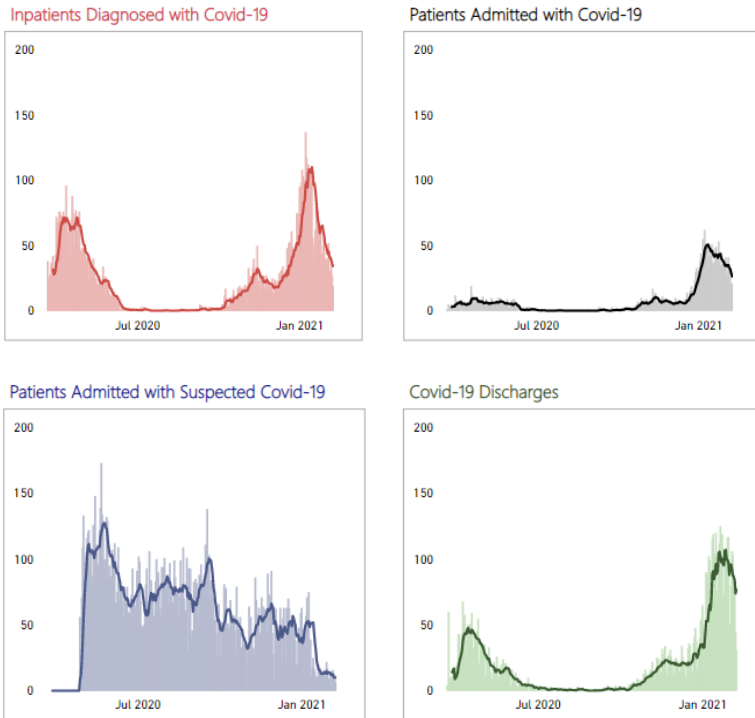 Inpatients Diagnosed with Covid-19
200
150
100
50
0
Jul 2020
Jan 2021
Patients Admitted with Covid-19
200
150
100
50
0
Jul 2020
Jan 2021
Patients Admitted with Suspected Covid-19
200
150
100
50
0
Jul 2020
Jan 2021
Covid-19 Discharges
200
150
100
50
0
Jul 2020
Jan 2021